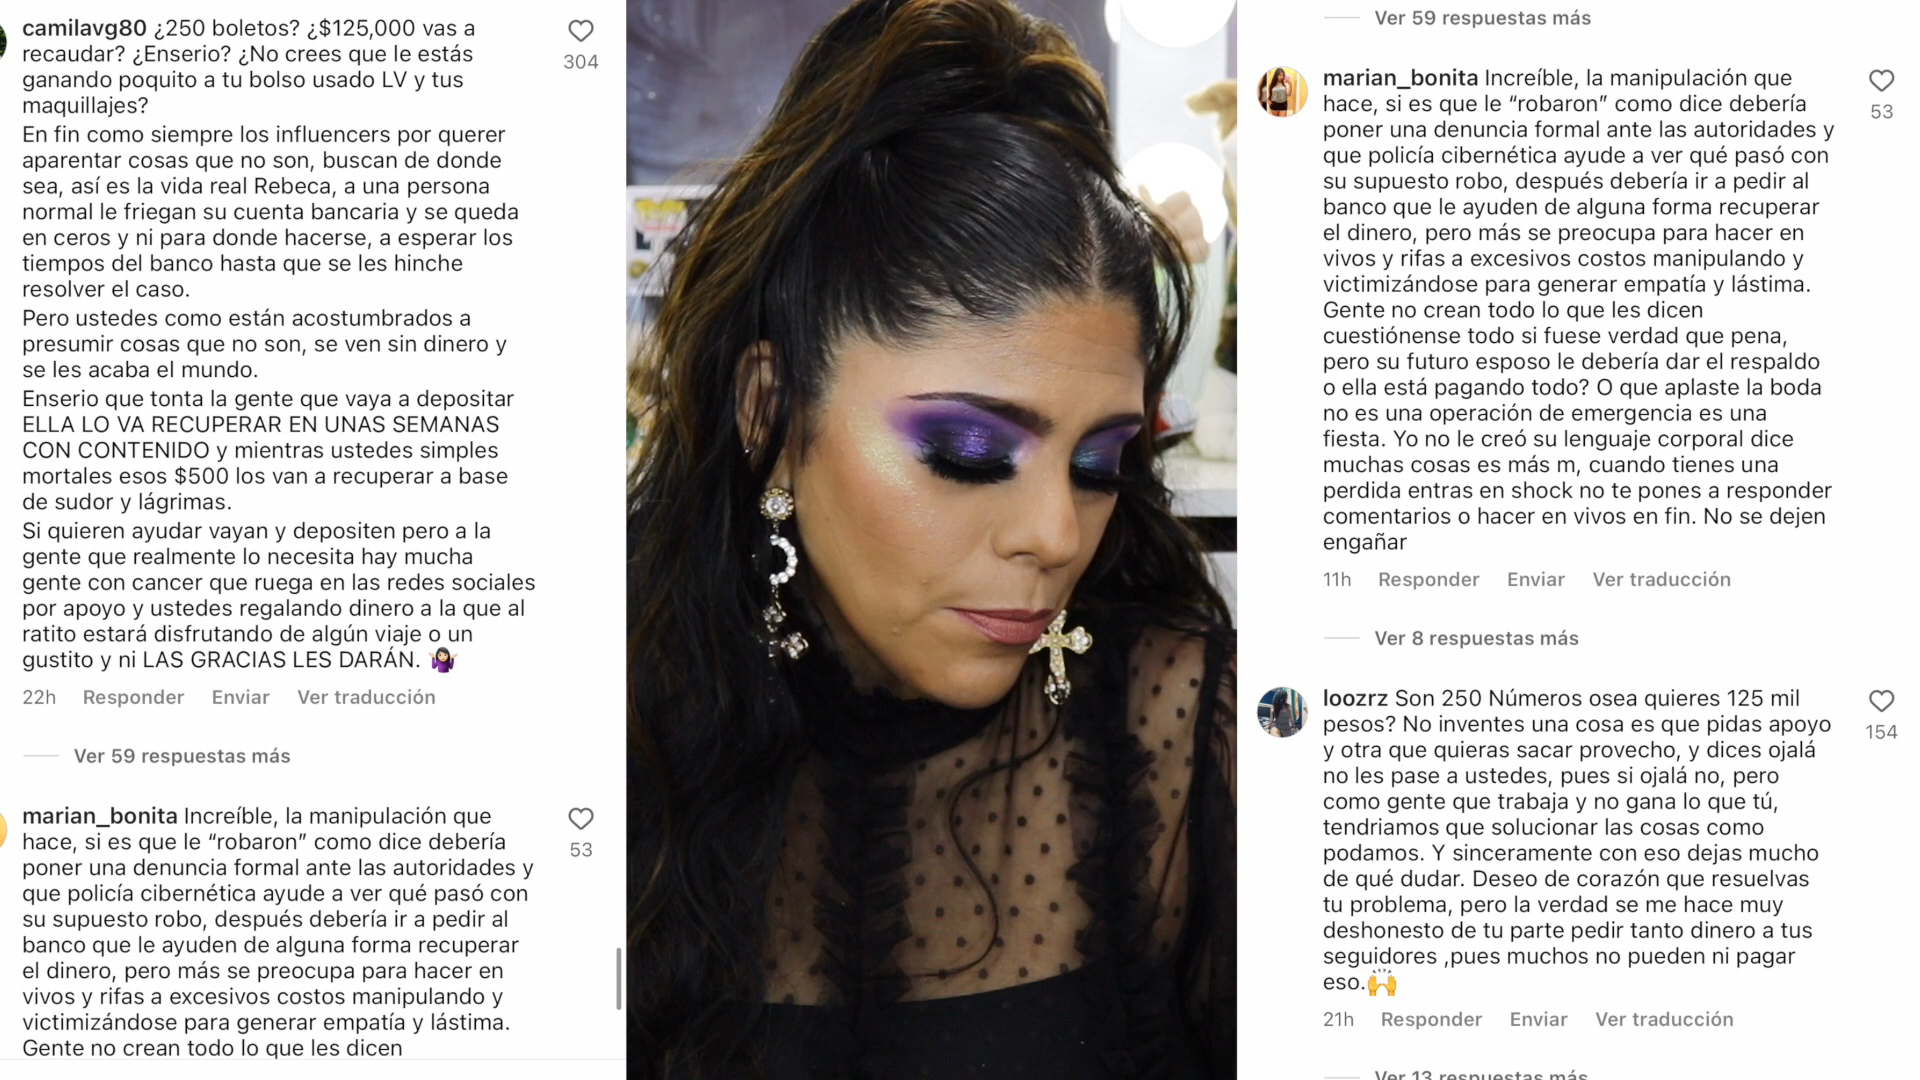 camilavg80 ¿250 boletos? ¿$125,000 vas a
recaudar? ¿Enserio? ¿No crees que le estás
ganando poquito a tu bolso usado LV y tus
maquillajes?
En fin como siempre los influencers por querer
aparentar cosas que no son, buscan de donde
sea, así es la vida real Rebeca, a una persona
normal le friegan su cuenta bancaria y se queda
en ceros y ni para donde hacerse, a esperar los
tiempos del banco hasta que se les hinche
resolver el caso.
Pero ustedes como están acostumbrados a
presumir cosas que no son, se ven sin dinero y
se les acaba el mundo.
Enserio que tonta la gente que vaya a depositar
ELLA LO VA RECUPERAR EN UNAS SEMANAS
CON CONTENIDO y mientras ustedes simples
mortales esos $500 los van a recuperar a base
de sudor y lágrimas.
Si quieren ayudar vayan y depositen pero a la
gente que realmente lo necesita hay mucha
gente con cancer que ruega en las redes sociales
por apoyo y ustedes regalando dinero a la que al
ratito estará disfrutando de algún viaje o un
gustito y ni LAS GRACIAS LES DARÁN. 🤷🏻‍♀️
304
22h Responder Enviar Ver traducción
Ver 59 respuestas más
marian_bonita Increíble, la manipulación que
hace, si es que le “robaron” como dice debería
poner una denuncia formal ante las autoridades y
que policía cibernética ayude a ver qué pasó con
su supuesto robo, después debería ir a pedir al
banco que le ayuden de alguna forma recuperar
el dinero, pero más se preocupa para hacer en
vivos y rifas a excesivos costos manipulando y
victimizándose para generar empatía y lástima.
Gente no crean todo lo que les dicen
53
Ver 59 respuestas más
marian_bonita Increíble, la manipulación que
hace, si es que le “robaron” como dice debería
poner una denuncia formal ante las autoridades y
que policía cibernética ayude a ver qué pasó con
su supuesto robo, después debería ir a pedir al
banco que le ayuden de alguna forma recuperar
el dinero, pero más se preocupa para hacer en
vivos y rifas a excesivos costos manipulando y
victimizándose para generar empatía y lástima.
Gente no crean todo lo que les dicen
cuestiónense todo si fuese verdad que pena,
pero su futuro esposo le debería dar el respaldo
o ella está pagando todo? O que aplaste la boda
no es una operación de emergencia es una
fiesta. Yo no le creó su lenguaje corporal dice
muchas cosas es más m, cuando tienes una
perdida entras en shock no te pones a responder
comentarios o hacer en vivos en fin. No se dejen
engañar
53
11h Responder Enviar Ver traducción
Ver 8 respuestas más
loozrz Son 250 Números osea quieres 125 mil
pesos? No inventes una cosa es que pidas apoyo
y otra que quieras sacar provecho, y dices ojalá
no les pase a ustedes, pues si ojalá no, pero
como gente que trabaja y no gana lo que tú,
tendriamos que solucionar las cosas como
podamos. Y sinceramente con eso dejas mucho
de qué dudar. Deseo de corazón que resuelvas
tu problema, pero la verdad se me hace muy
deshonesto de tu parte pedir tanto dinero a tus
seguidores ,pues muchos no pueden ni pagar
eso.🙌
154
21h Responder Enviar Ver traducción
Ver 13 respuestas más